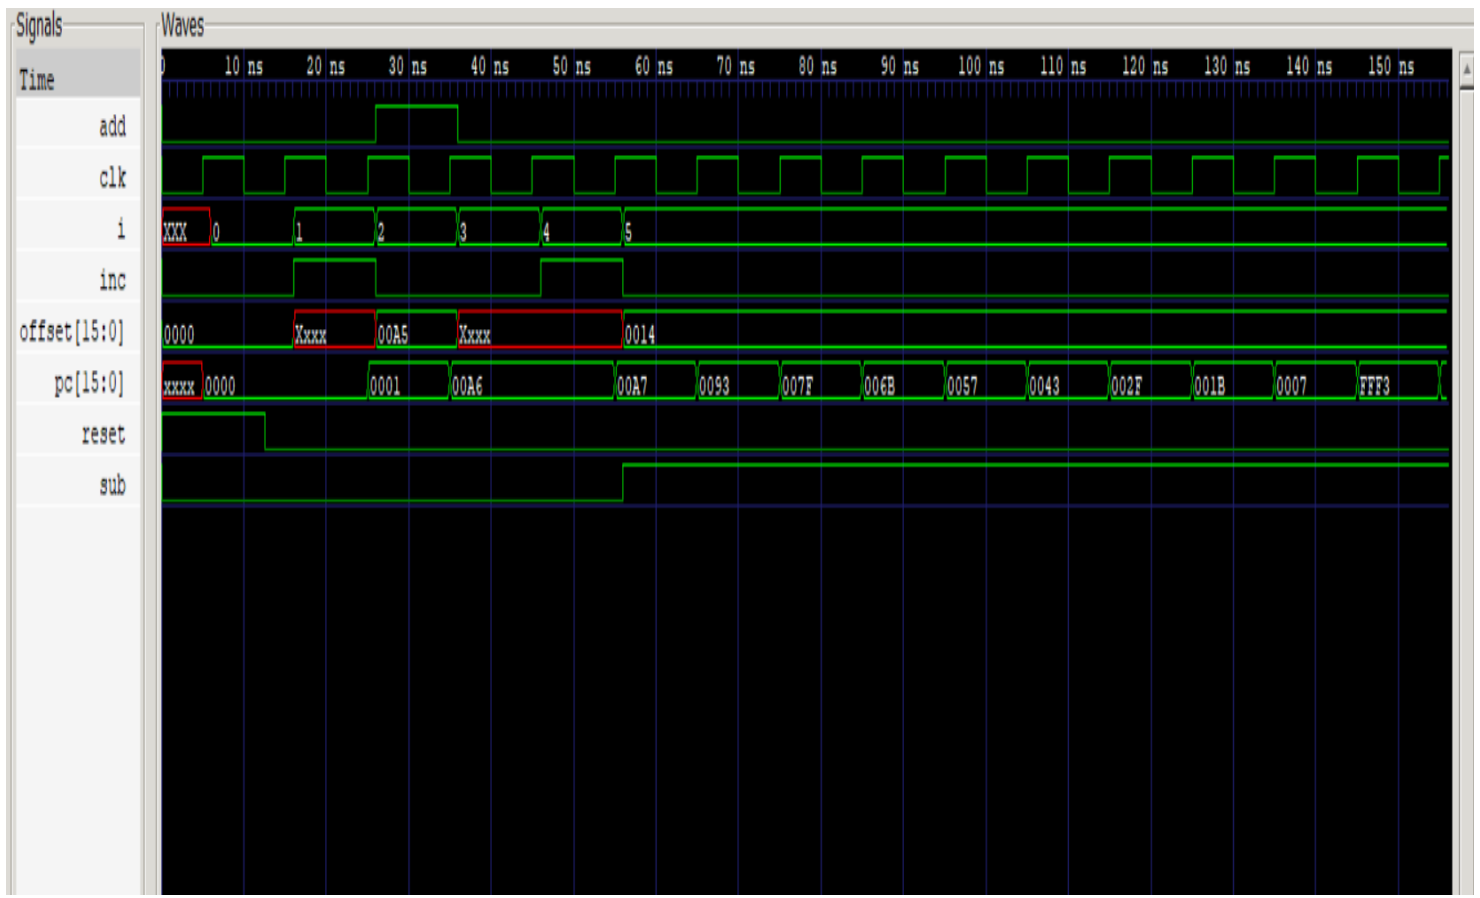 Signals Waves
Time 0 10 ns 20 ns 30 ns 40 ns 50 ns 60 ns 70 ns 80 ns 90 ns 100 ns 110 ns 120 ns 130 ns 140 ns 150 ns
add
clk
i XXX 0 1 2 3 4 5
inc
offset[15:0] 0000 Xxxx 00A5 Xxxx 0014
pc[15:0] xxxx 0000 0001 00A6 00A7 0093 007F 006B 0057 0043 002F 001B 0007 FFF3
reset
sub